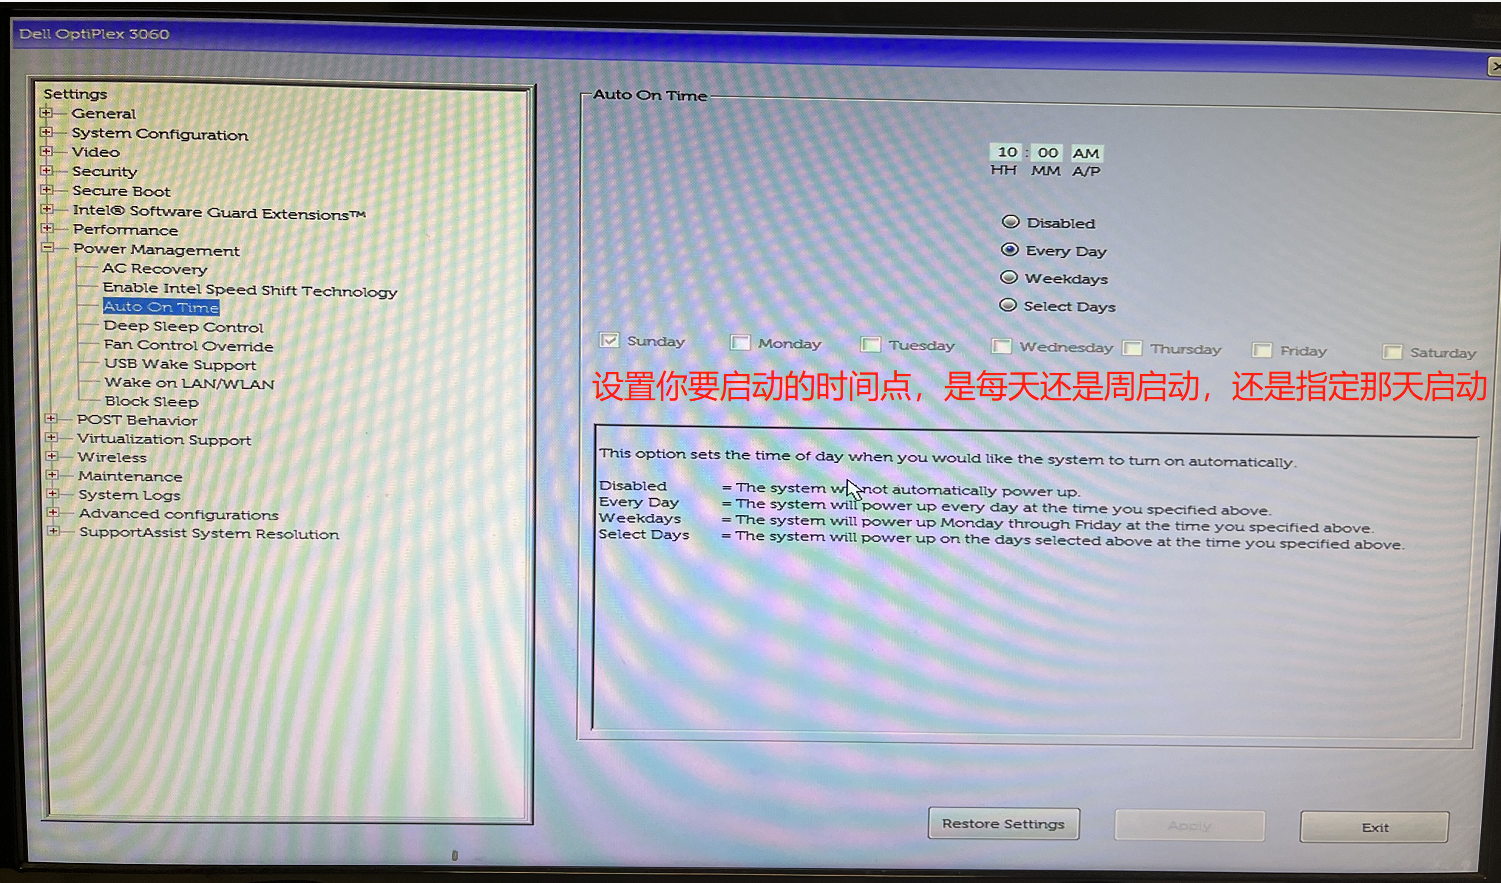 Dell OptiPlex 3060
Settings
General
System Configuration
Video
Security
Secure Boot
Intel® Software Guard Extensions™
Performance
Power Management
AC Recovery
Enable Intel Speed Shift Technology
Auto On Time
Deep Sleep Control
Fan Control Override
USB Wake Support
Wake on LAN/WLAN
Block Sleep
POST Behavior
Virtualization Support
Wireless
Maintenance
System Logs
Advanced configurations
SupportAssist System Resolution
Auto On Time
10 : 00 AM
HH MM A/P
Disabled
Every Day
Weekdays
Select Days
Sunday Monday Tuesday Wednesday Thursday Friday Saturday
设置你要启动的时间点，是每天还是周启动，还是指定那天启动
This option sets the time of day when you would like the system to turn on automatically.
Disabled = The system will not automatically power up.
Every Day = The system will power up every day at the time you specified above.
Weekdays = The system will power up Monday through Friday at the time you specified above.
Select Days = The system will power up on the days selected above at the time you specified above.
Restore Settings Apply Exit